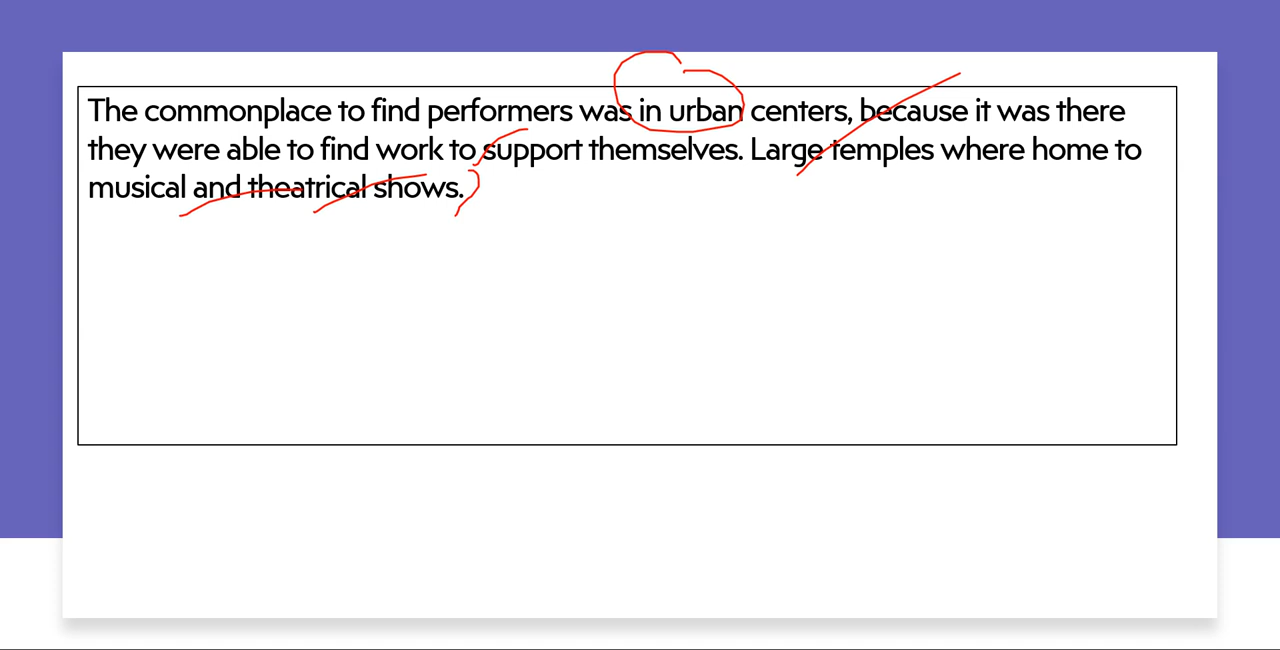 The commonplace to find performers was in urban centers, because it was there
they were able to find work to support themselves. Large temples where home to
musical and theatrical shows.